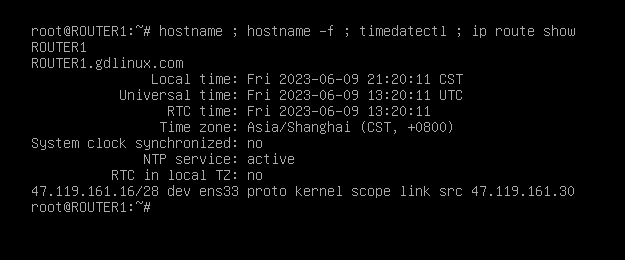 root@ROUTER1:~# hostname ; hostname -f ; timedatectl ; ip route show
ROUTER1
ROUTER1.gdlinux.com
Local time: Fri 2023-06-09 21:20:11 CST
Universal time: Fri 2023-06-09 13:20:11 UTC
RTC time: Fri 2023-06-09 13:20:11
Time zone: Asia/Shanghai (CST, +0800)
System clock synchronized: no
NTP service: active
RTC in local TZ: no
47.119.161.16/28 dev ens33 proto kernel scope link src 47.119.161.30
root@ROUTER1:~#